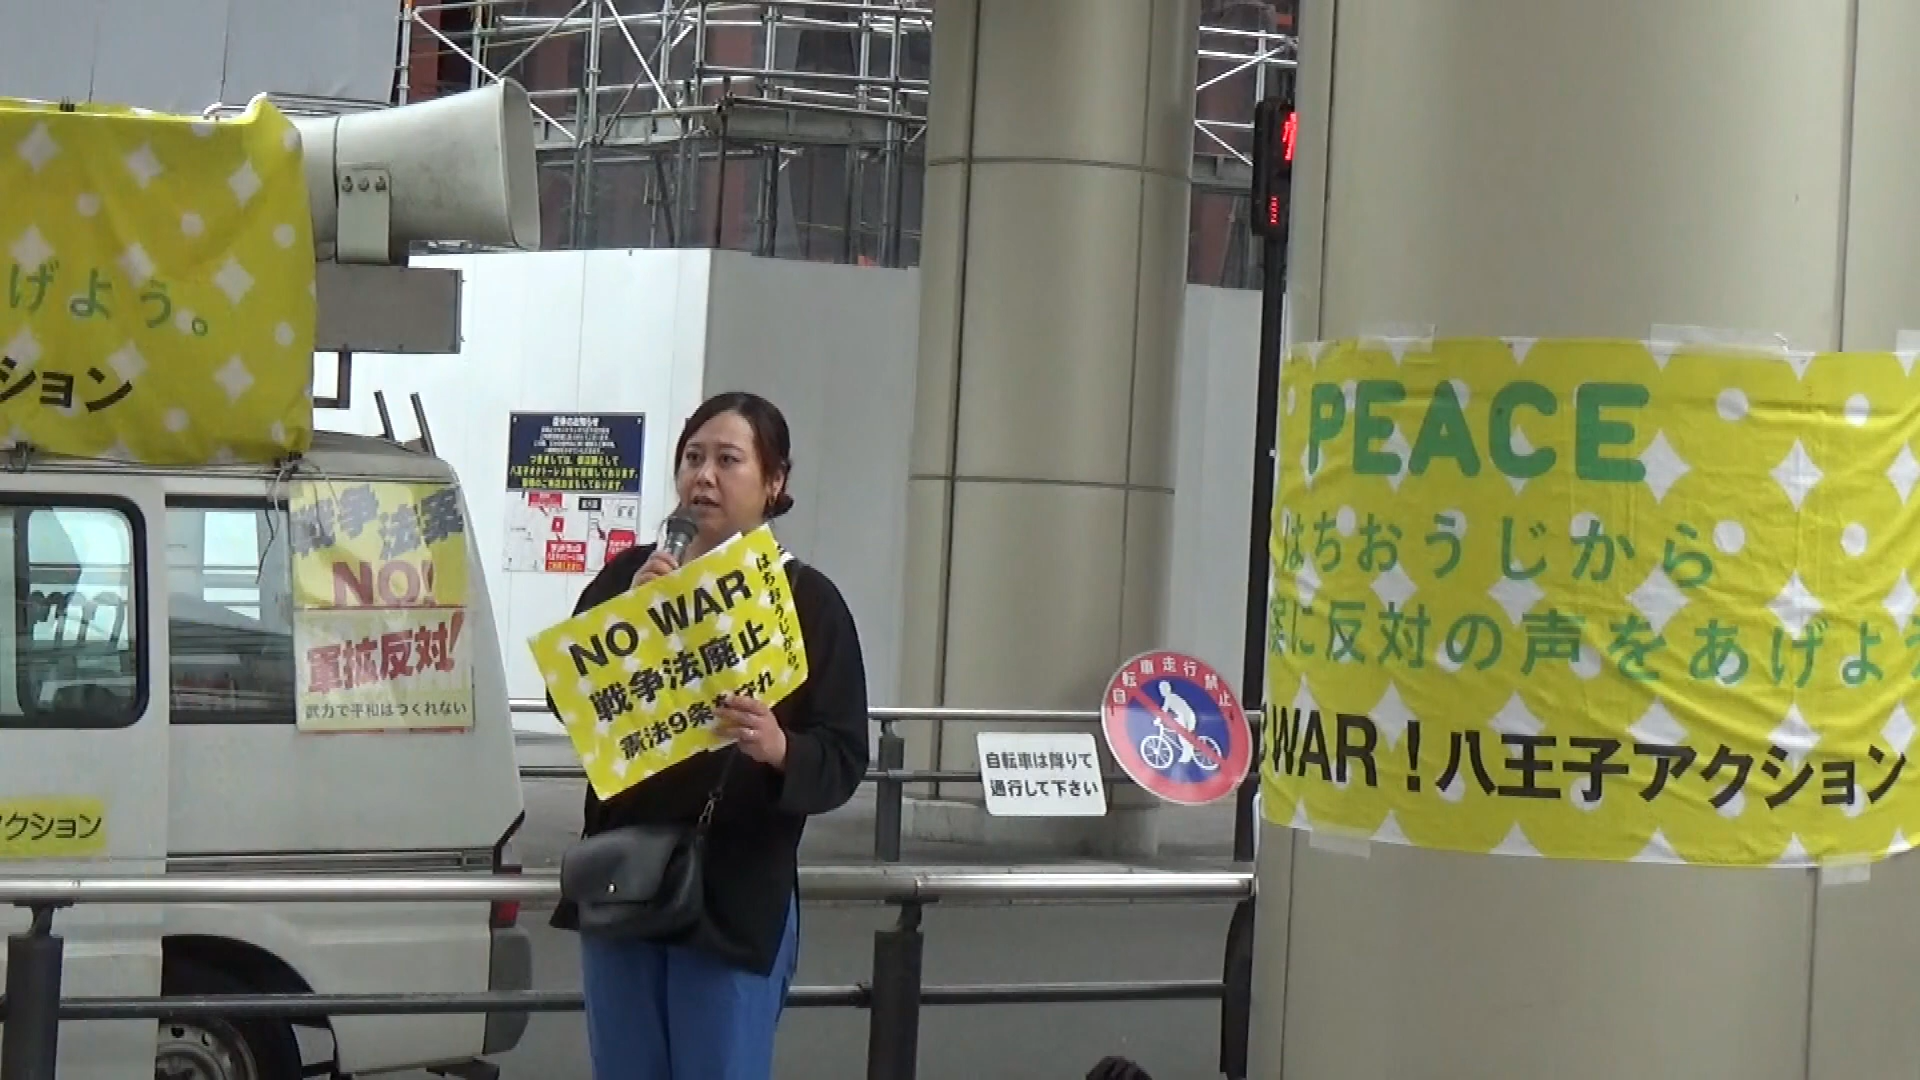 げよう。
ション
戦争法案
NO!
軍拡反対!
武力で平和はつくれない
クション
はちおうじから。
NO WAR
戦争法廃止
憲法9条を守れ
自転車は降りて
通行して下さい
自転車走行禁止
PEACE
はちおうじから
に反対の声をあげよう
WAR!八王子アクション